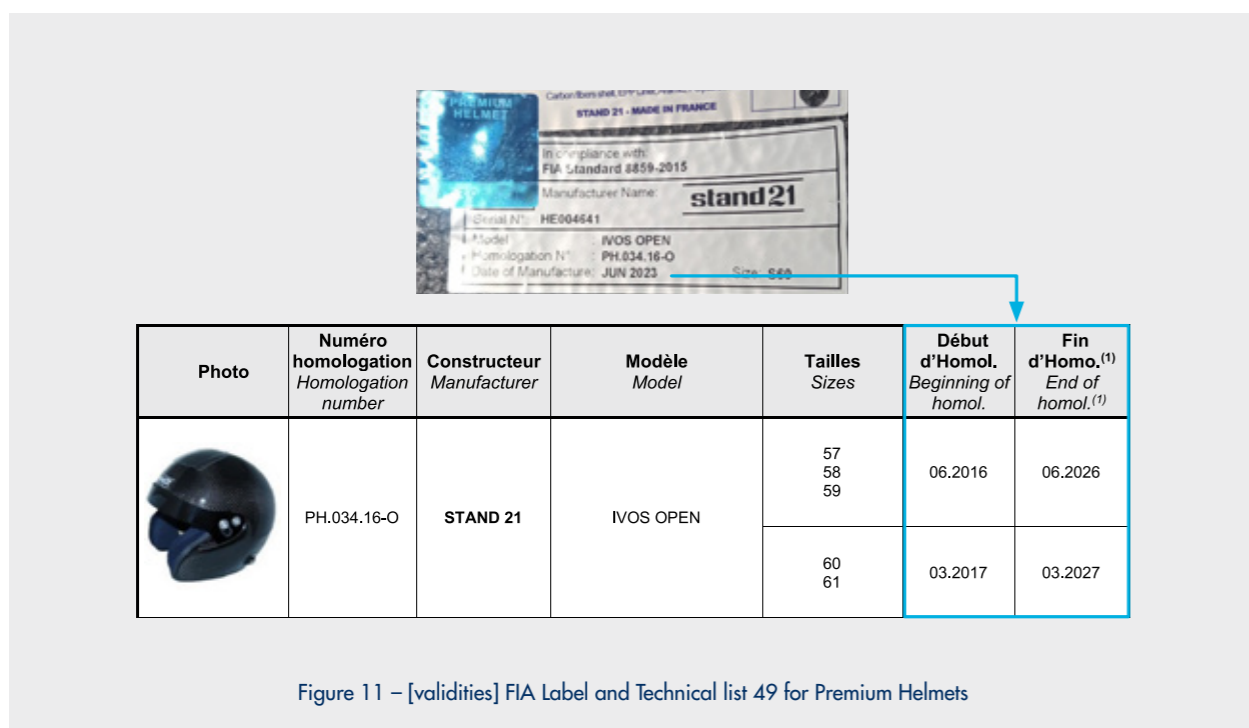 PREMIUM
HELMET
STAND 21 - MADE IN FRANCE
In compliance with:
FIA Standard 8859-2015
Manufacturer Name:
stand21
Serial N°: HE004641
Model : IVOS OPEN
Homologation N° : PH.034.16-O
Date of Manufacture: JUN 2023 Size: S60
Photo
Numéro
homologation
Homologation
number
Constructeur
Manufacturer
Modèle
Model
Tailles
Sizes
Début
d'Homol.
Beginning of
homol.
Fin
d'Homo.(1)
End of
homol.(1)
PH.034.16-O
STAND 21
IVOS OPEN
57
58
59
06.2016
06.2026
60
61
03.2017
03.2027
Figure 11 – [validities] FIA Label and Technical list 49 for Premium Helmets